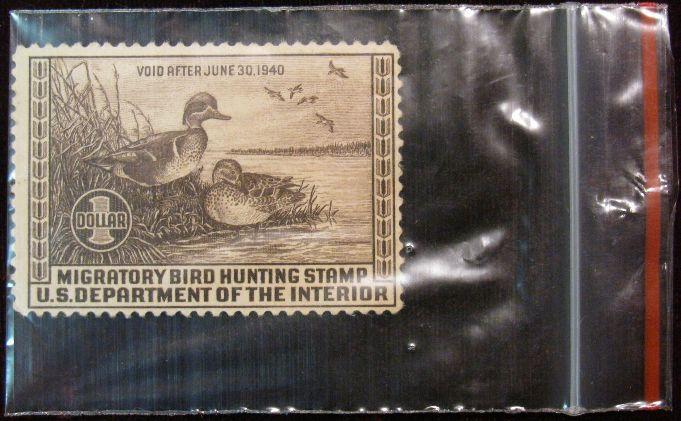 VOID AFTER JUNE 30, 1940
1
DOLLAR
MIGRATORY BIRD HUNTING STAMP
U.S. DEPARTMENT OF THE INTERIOR